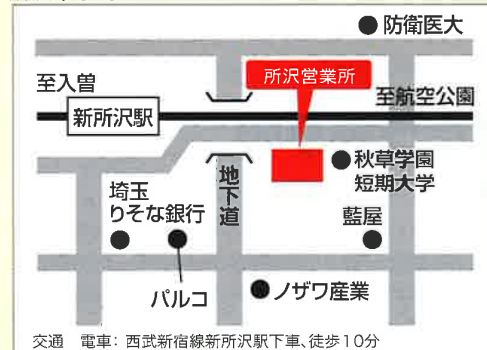 防衛医大
所沢営業所
至入曽
至航空公園
新所沢駅
秋草学園
短期大学
地下道
埼玉
りそな銀行
藍屋
パルコ
ノザワ産業
交通 電車: 西武新宿線新所沢駅下車、徒歩10分